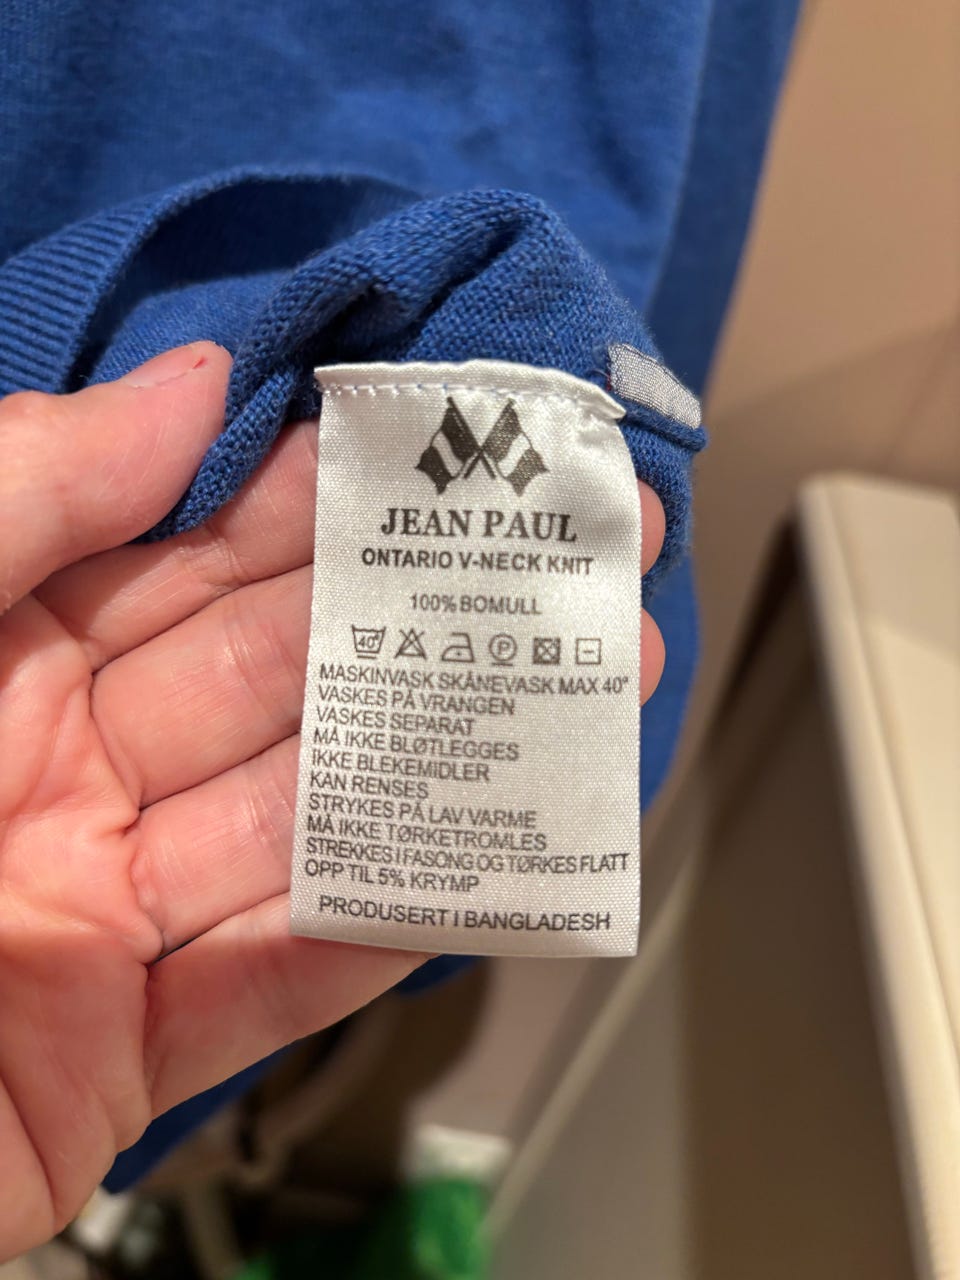 JEAN PAUL
ONTARIO V-NECK KNIT
100% BOMULL
40° P
MASKINVASK SKÅNEVASK MAX 40°
VASKES PÅ VRANGEN
VASKES SEPARAT
MÅ IKKE BLØTLEGGES
IKKE BLEKEMIDLER
KAN RENSES
STRYKES PÅ LAV VARME
MÅ IKKE TØRKETROMLES
STREKKES I FASONG OG TØRKES FLATT
OPP TIL 5% KRYMP
PRODUSERT I BANGLADESH